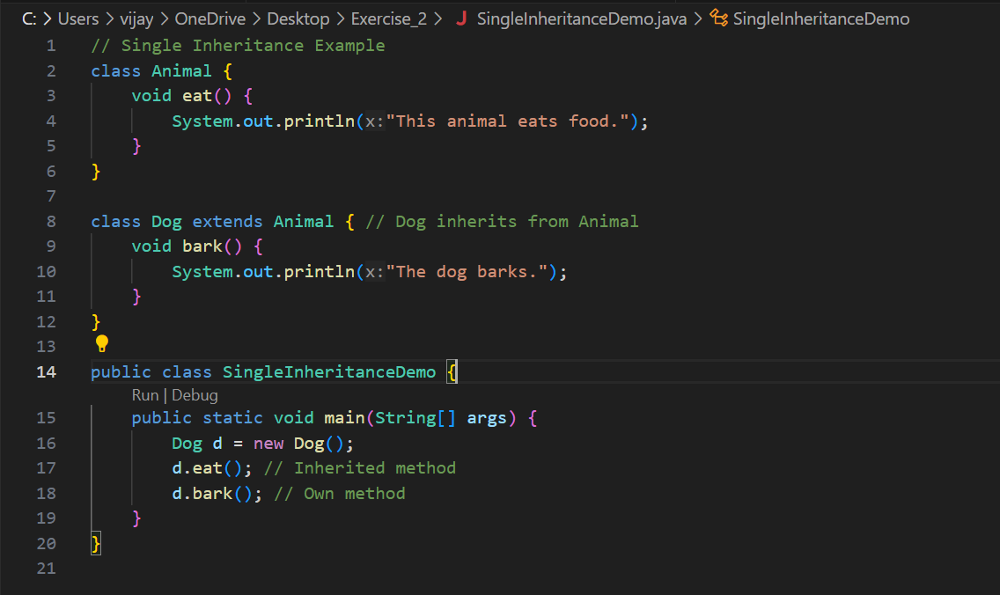 C: > Users > vijay > OneDrive > Desktop > Exercise_2 > J SingleInheritanceDemo.java > SingleInheritanceDemo
1 // Single Inheritance Example
2 class Animal {
3     void eat() {
4         System.out.println(x:"This animal eats food.");
5     }
6 }
7
8 class Dog extends Animal { // Dog inherits from Animal
9     void bark() {
10         System.out.println(x:"The dog barks.");
11     }
12 }
13
14 public class SingleInheritanceDemo {
Run | Debug
15     public static void main(String[] args) {
16         Dog d = new Dog();
17         d.eat(); // Inherited method
18         d.bark(); // Own method
19     }
20 }
21